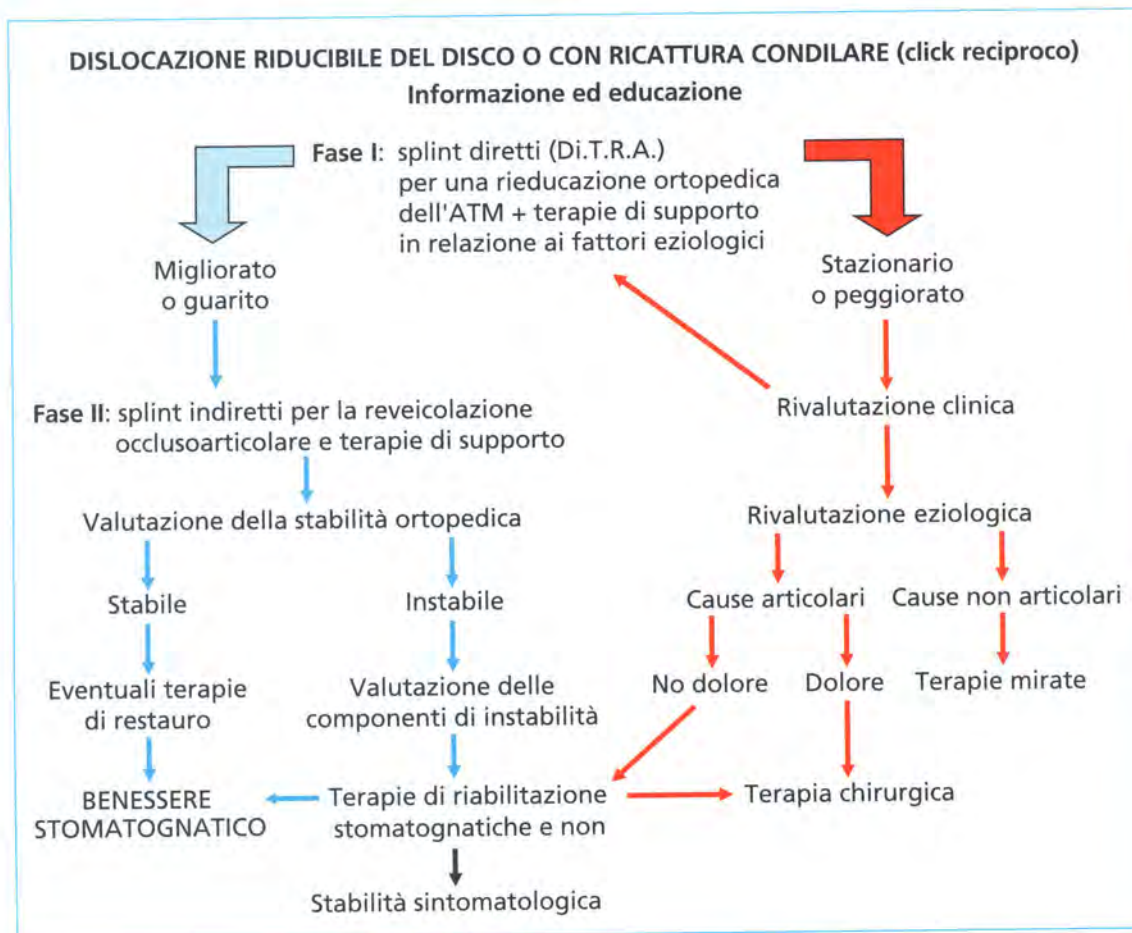 DISLOCAZIONE RIDUCIBILE DEL DISCO O CON RICATTURA CONDILARE (click reciproco)
Informazione ed educazione
Fase I: splint diretti (Di.T.R.A.)
per una rieducazione ortopedica
dell'ATM + terapie di supporto
in relazione ai fattori eziologici
Migliorato
o guarito
Stazionario
o peggiorato
Fase II: splint indiretti per la reveicolazione
occlusoarticolare e terapie di supporto
Rivalutazione clinica
Valutazione della stabilità ortopedica
Rivalutazione eziologica
Stabile
Instabile
Cause articolari
Cause non articolari
Eventuali terapie
di restauro
Valutazione delle
componenti di instabilità
No dolore
Dolore
Terapie mirate
BENESSERE
STOMATOGNATICO
Terapie di riabilitazione
stomatognatiche e non
Terapia chirurgica
Stabilità sintomatologica